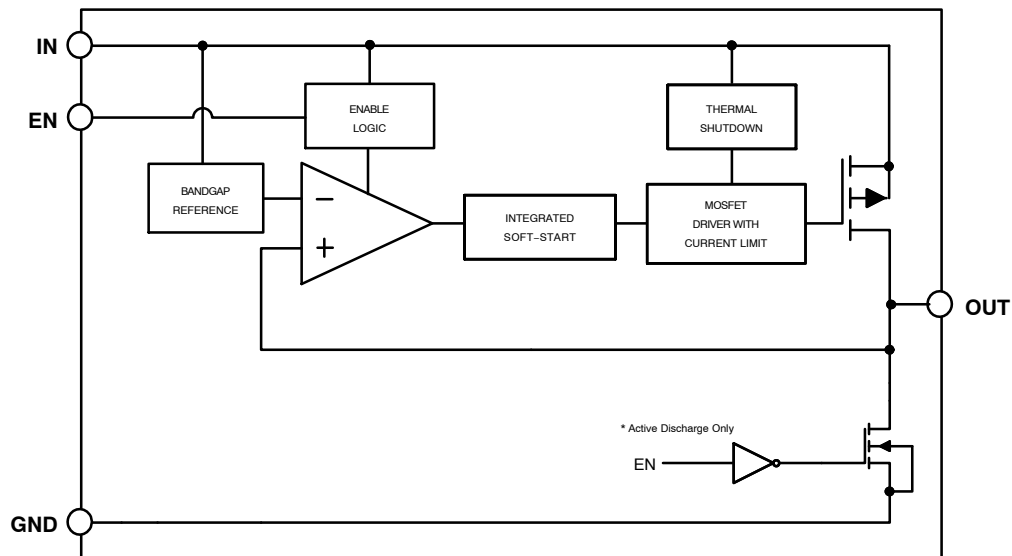 IN
EN
ENABLE
LOGIC
THERMAL
SHUTDOWN
BANDGAP
REFERENCE
−
+
INTEGRATED
SOFT−START
MOSFET
DRIVER WITH
CURRENT LIMIT
OUT
* Active Discharge Only
EN
GND